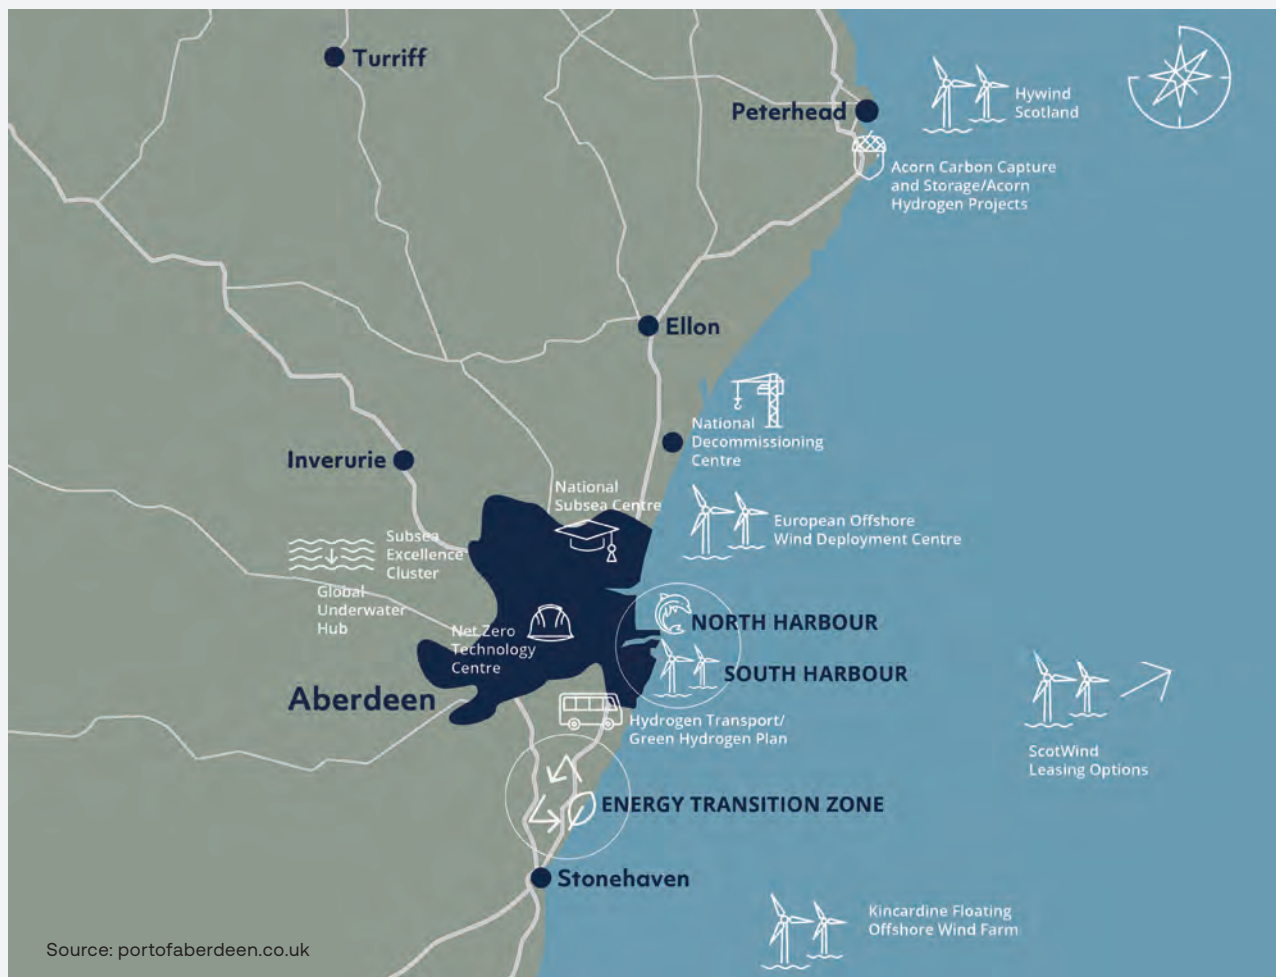 Turriff
Hywind
Scotland
Peterhead
Acorn Carbon Capture
and Storage/Acorn
Hydrogen Projects
Ellon
National
Decommissioning
Centre
Inverurie
National
Subsea Centre
European Offshore
Wind Deployment Centre
Subsea
Excellence
Cluster
Global
Underwater
Hub
Net Zero
Technology
Centre
NORTH HARBOUR
SOUTH HARBOUR
Aberdeen
Hydrogen Transport/
Green Hydrogen Plan
ScotWind
Leasing Options
ENERGY TRANSITION ZONE
Stonehaven
Kincardine Floating
Offshore Wind Farm
Source: portofaberdeen.co.uk